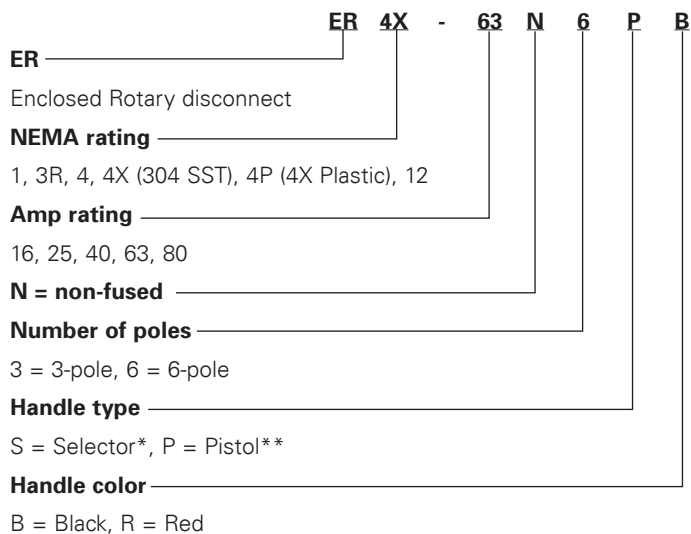 ER 4X - 63 N 6 P B
ER
Enclosed Rotary disconnect
NEMA rating
1, 3R, 4, 4X (304 SST), 4P (4X Plastic), 12
Amp rating
16, 25, 40, 63, 80
N = non-fused
Number of poles
3 = 3-pole, 6 = 6-pole
Handle type
S = Selector*, P = Pistol**
Handle color
B = Black, R = Red